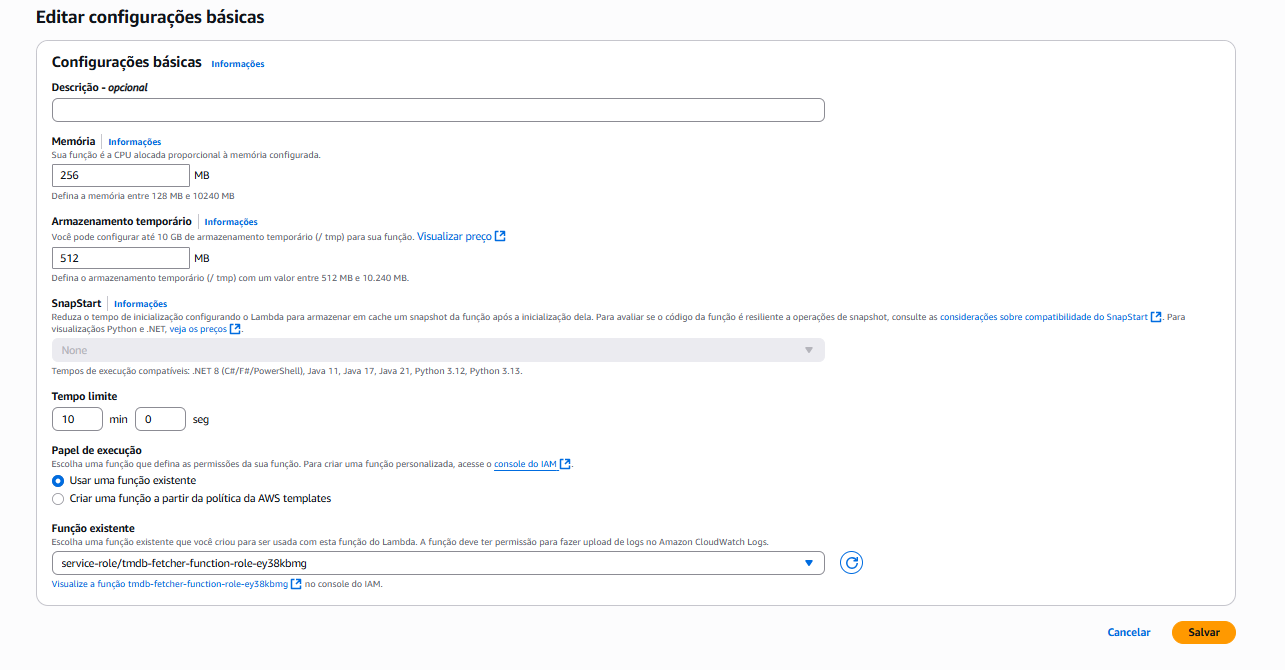 Editar configurações básicas
Configurações básicas Informações
Descrição - opcional
Memória Informações
Sua função é a CPU alocada proporcional à memória configurada.
256 MB
Defina a memória entre 128 MB e 10240 MB
Armazenamento temporário Informações
Você pode configurar até 10 GB de armazenamento temporário (/ tmp) para sua função. Visualizar preço
512 MB
Defina o armazenamento temporário (/ tmp) com um valor entre 512 MB e 10.240 MB.
SnapStart Informações
Reduza o tempo de inicialização configurando o Lambda para armazenar em cache um snapshot da função após a inicialização dela. Para avaliar se o código da função é resiliente a operações de snapshot, consulte as considerações sobre compatibilidade do SnapStart. Para
visualizaçãos Python e .NET, veja os preços.
None
Tempos de execução compatíveis: .NET 8 (C#/F#/PowerShell), Java 11, Java 17, Java 21, Python 3.12, Python 3.13.
Tempo limite
10 min 0 seg
Papel de execução
Escolha uma função que defina as permissões da sua função. Para criar uma função personalizada, acesse o console do IAM.
Usar uma função existente
Criar uma função a partir da política da AWS templates
Função existente
Escolha uma função existente que você criou para ser usada com esta função do Lambda. A função deve ter permissão para fazer upload de logs no Amazon CloudWatch Logs.
service-role/tmdb-fetcher-function-role-ey38kbmg
Visualize a função tmdb-fetcher-function-role-ey38kbmg no console do IAM.
Cancelar Salvar